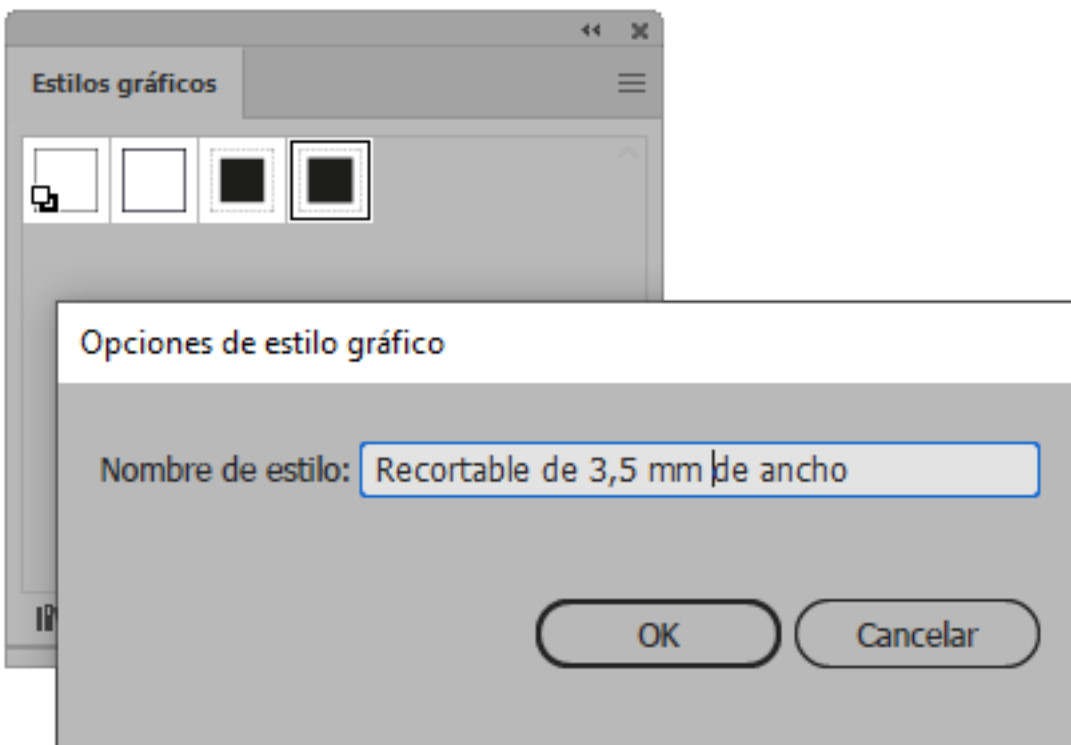 Estilos gráficos
Opciones de estilo gráfico
Nombre de estilo: Recortable de 3,5 mm de ancho
OK Cancelar